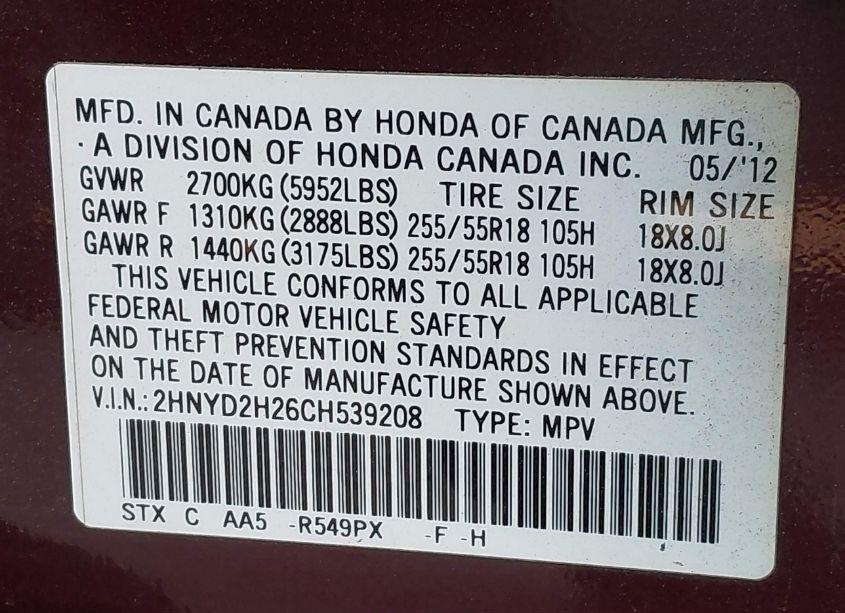 MFD. IN CANADA BY HONDA OF CANADA MFG.,
· A DIVISION OF HONDA CANADA INC. 05/'12
GVWR 2700KG (5952LBS) TIRE SIZE RIM SIZE
GAWR F 1310KG (2888LBS) 255/55R18 105H 18X8.0J
GAWR R 1440KG (3175LBS) 255/55R18 105H 18X8.0J
THIS VEHICLE CONFORMS TO ALL APPLICABLE
FEDERAL MOTOR VEHICLE SAFETY
AND THEFT PREVENTION STANDARDS IN EFFECT
ON THE DATE OF MANUFACTURE SHOWN ABOVE.
V.I.N.: 2HNYD2H26CH539208 TYPE: MPV
STX C AA5 -R549PX -F -H